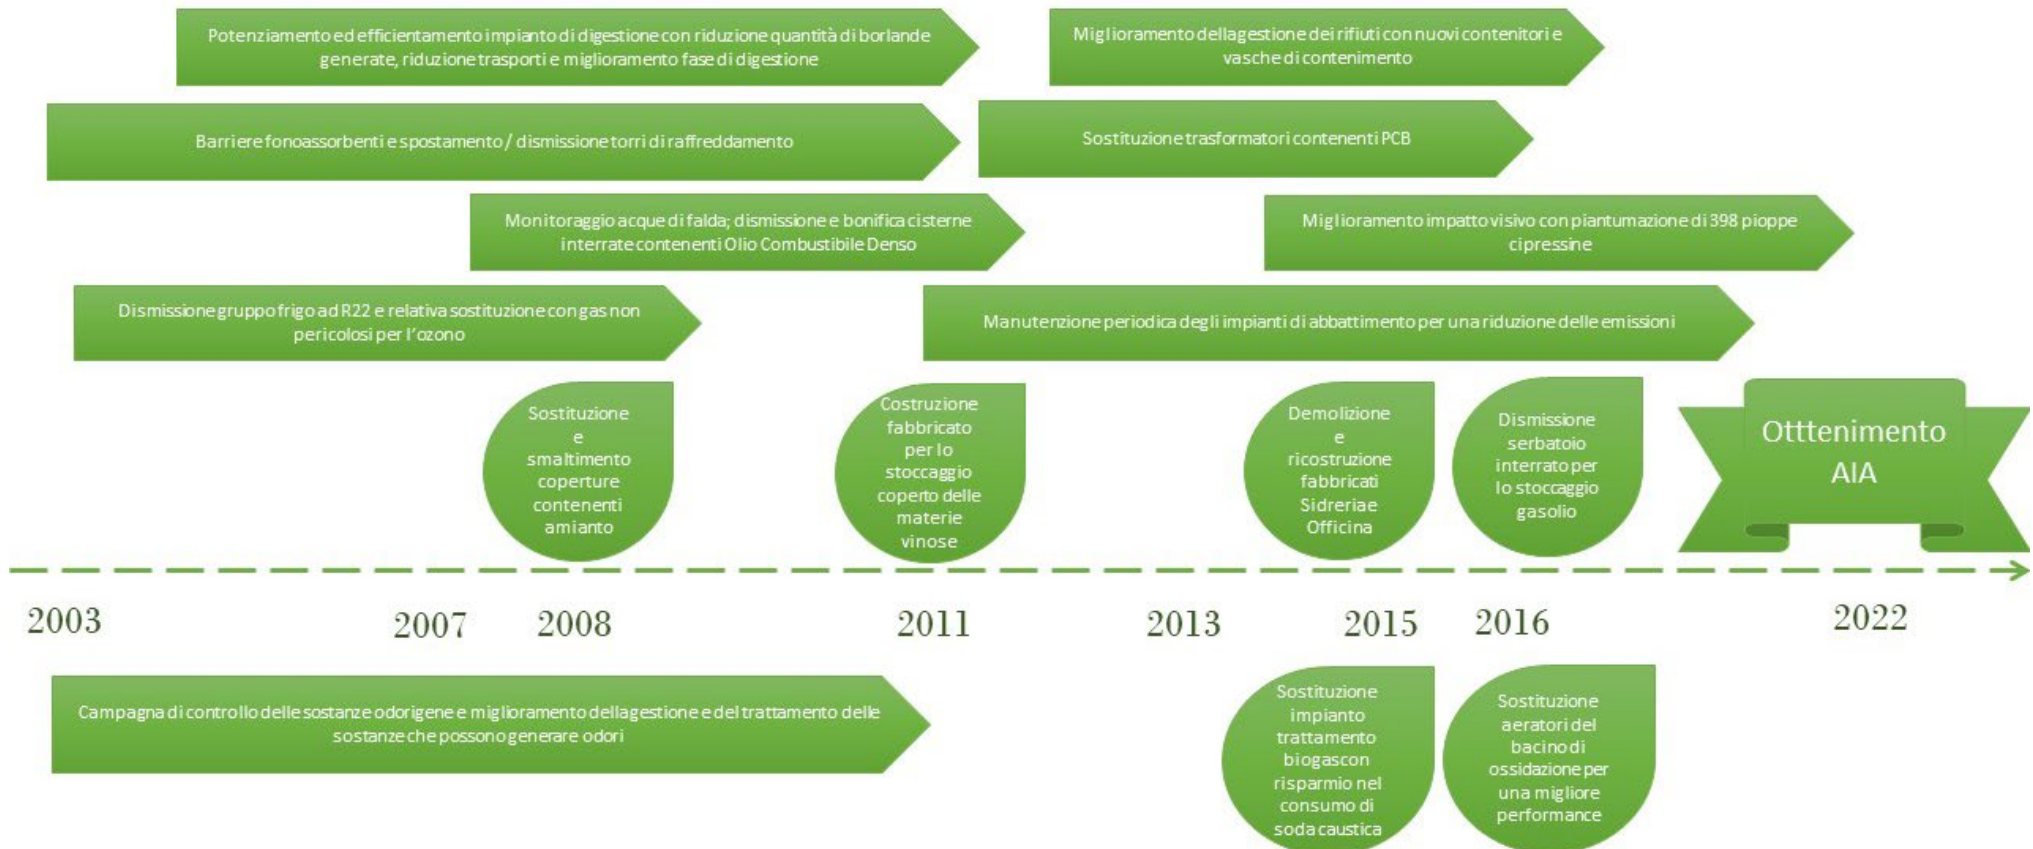 Potenziamento ed efficientamento impianto di digestione con riduzione quantità di borlande
generate, riduzione trasporti e miglioramento fase di digestione
Miglioramento dellagestione dei rifiuti con nuovi contenitori e
vasche di contenimento
Barriere fonoassorbenti e spostamento / dismissione torri di raffreddamento
Sostituzione trasformatori contenenti PCB
Monitoraggio acque di falda; dismissione e bonifica cisterne
interrate contenenti Olio Combustibile Denso
Miglioramento impatto visivo con piantumazione di 398 pioppe
cipressine
Dismissione gruppo frigo ad R22 e relativa sostituzione con gas non
pericolosi per l'ozono
Manutenzione periodica degli impianti di abbattimento per una riduzione delle emissioni
Sostituzione
e
smaltimento
coperture
contenenti
amianto
Costruzione
fabbricato
per lo
stoccaggio
coperto delle
materie
vinose
Demolizione
e
ricostruzione
fabbricati
Sidreriae
Officina
Dismissione
serbatoio
interrato per
lo stoccaggio
gasolio
Otttenimento
AIA
2003
2007
2008
2011
2013
2015
2016
2022
Campagna di controllo delle sostanze odorigene e miglioramento dellagestione e del trattamento delle
sostanze che possono generare odori
Sostituzione
impianto
trattamento
biogascon
risparmio nel
consumo di
soda caustica
Sostituzione
aeratori del
bacino di
ossidazione per
una migliore
performance